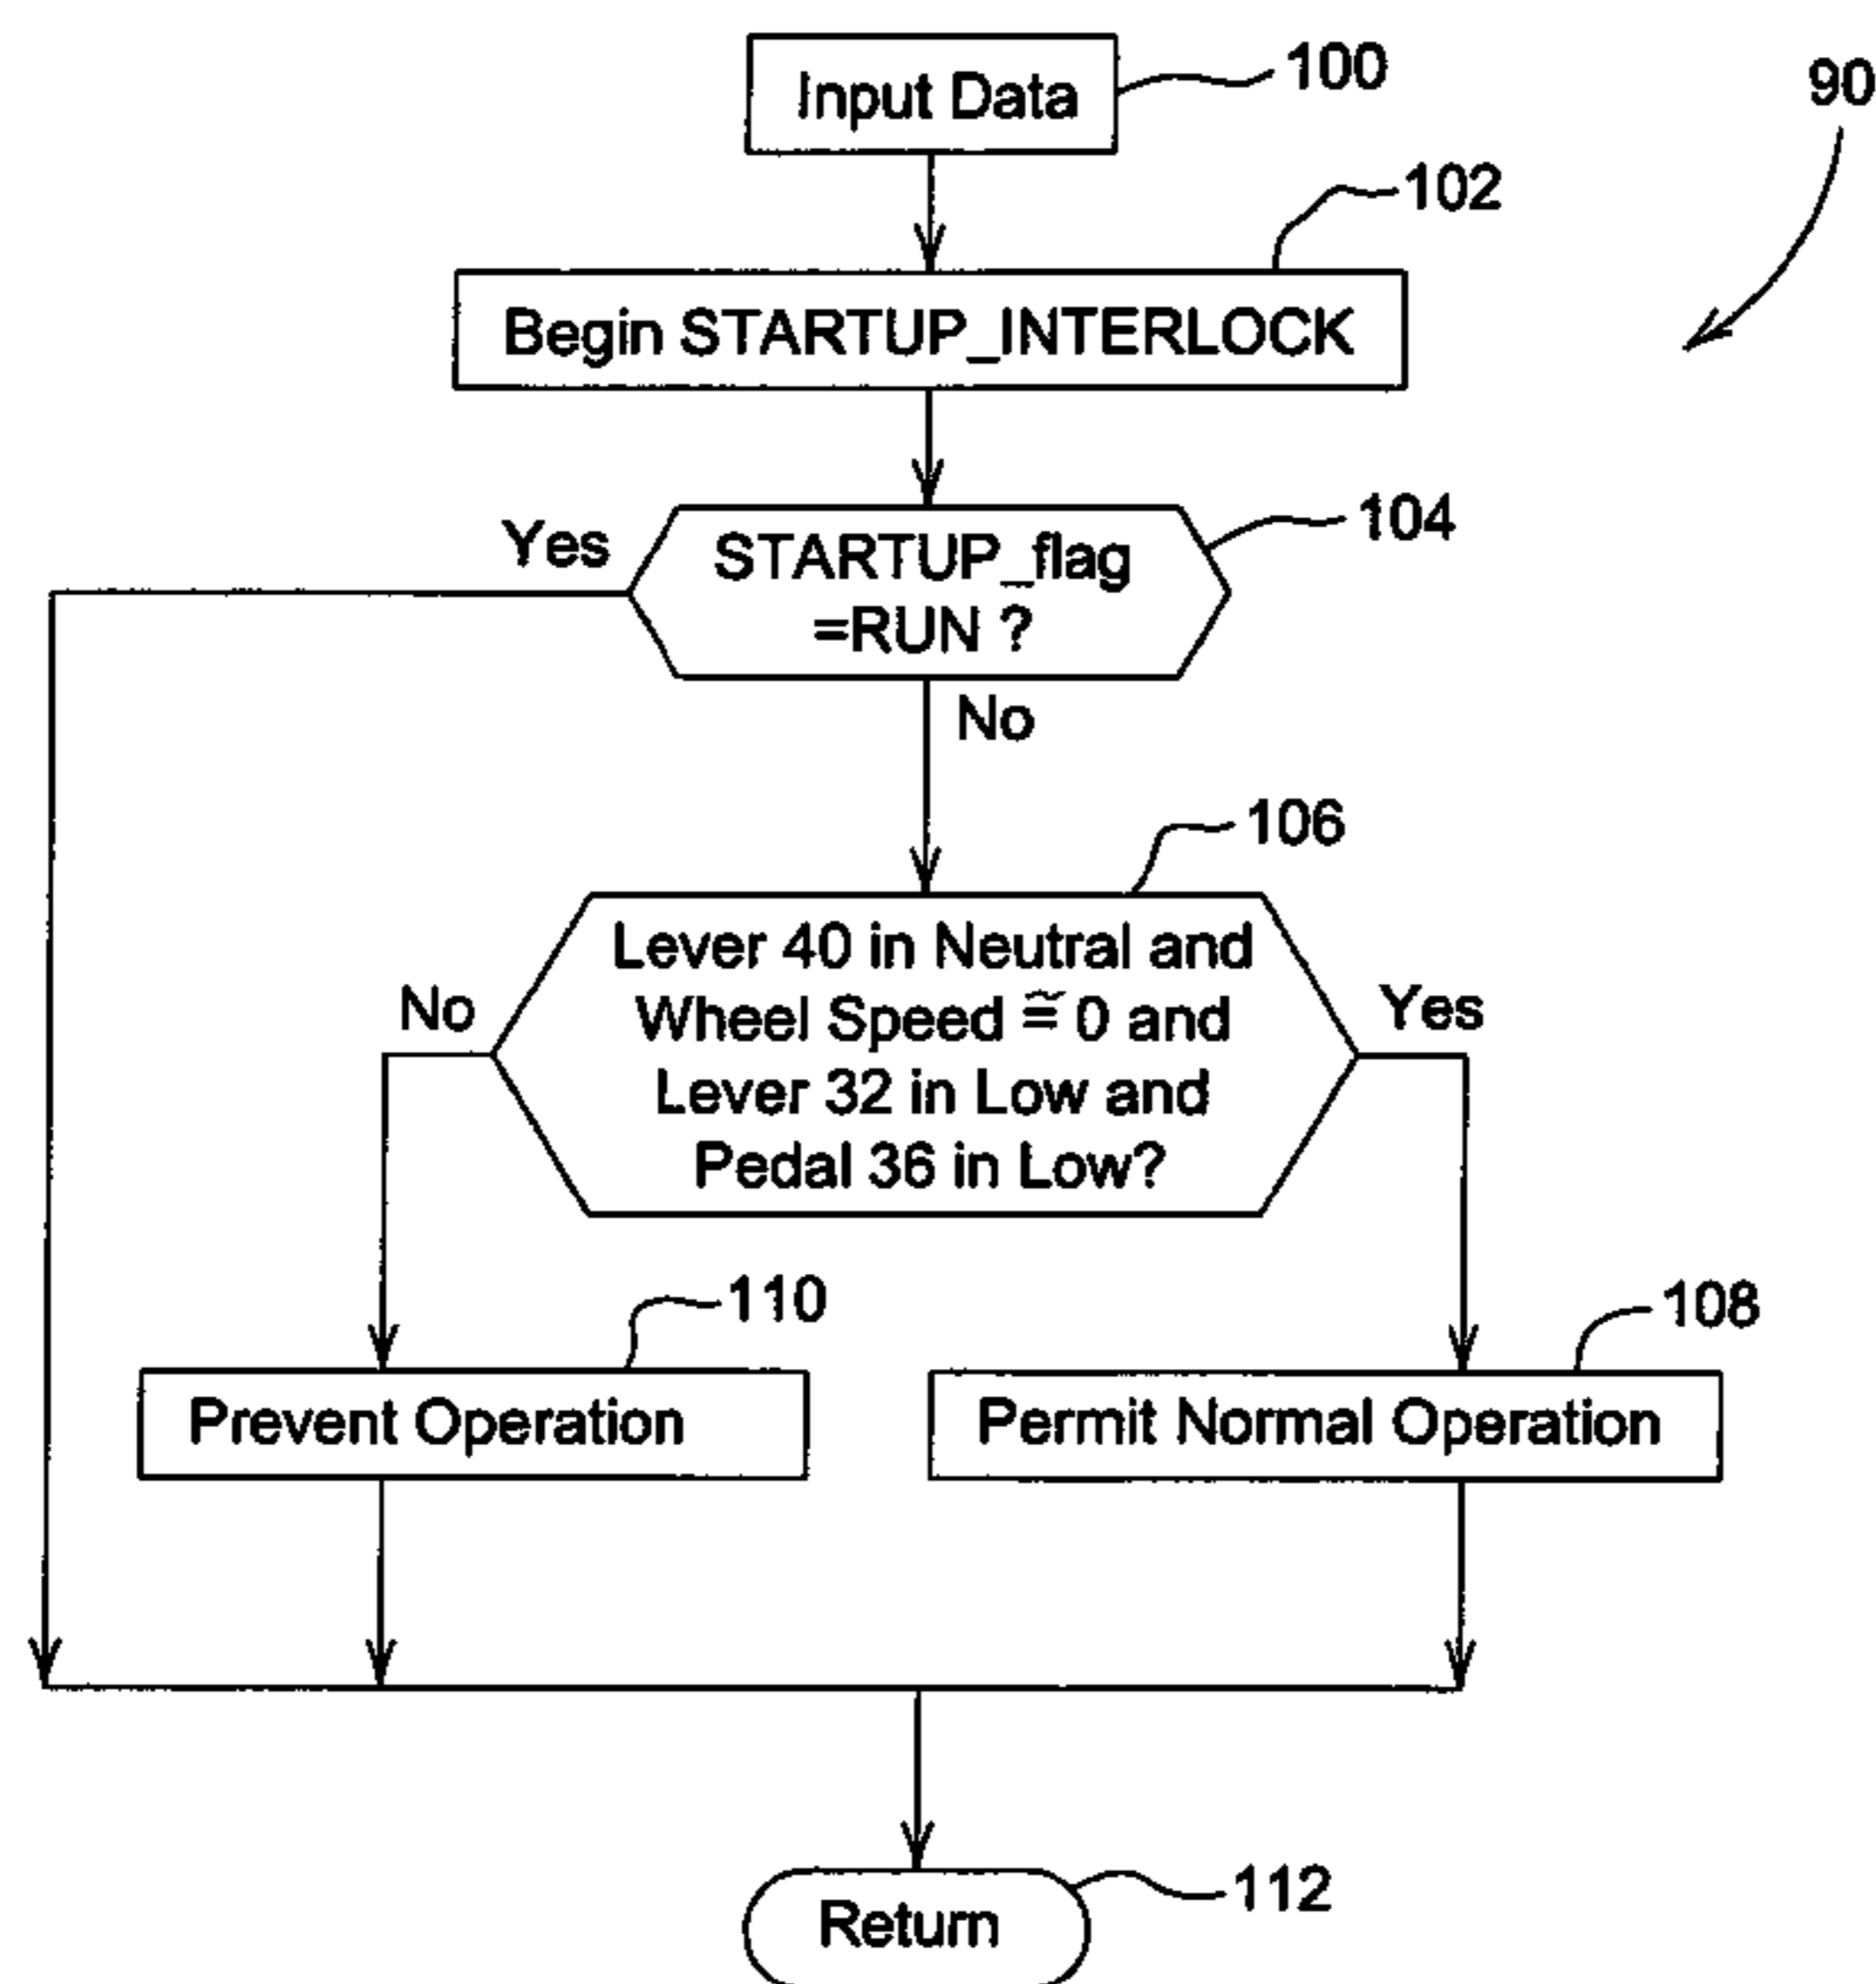 Input Data
100
90
102
Begin STARTUP_INTERLOCK
104
Yes
STARTUP_flag
=RUN ?
No
106
Lever 40 in Neutral and
Wheel Speed ≅ 0 and
Lever 32 in Low and
Pedal 36 in Low?
No
Yes
110
108
Prevent Operation
Permit Normal Operation
112
Return